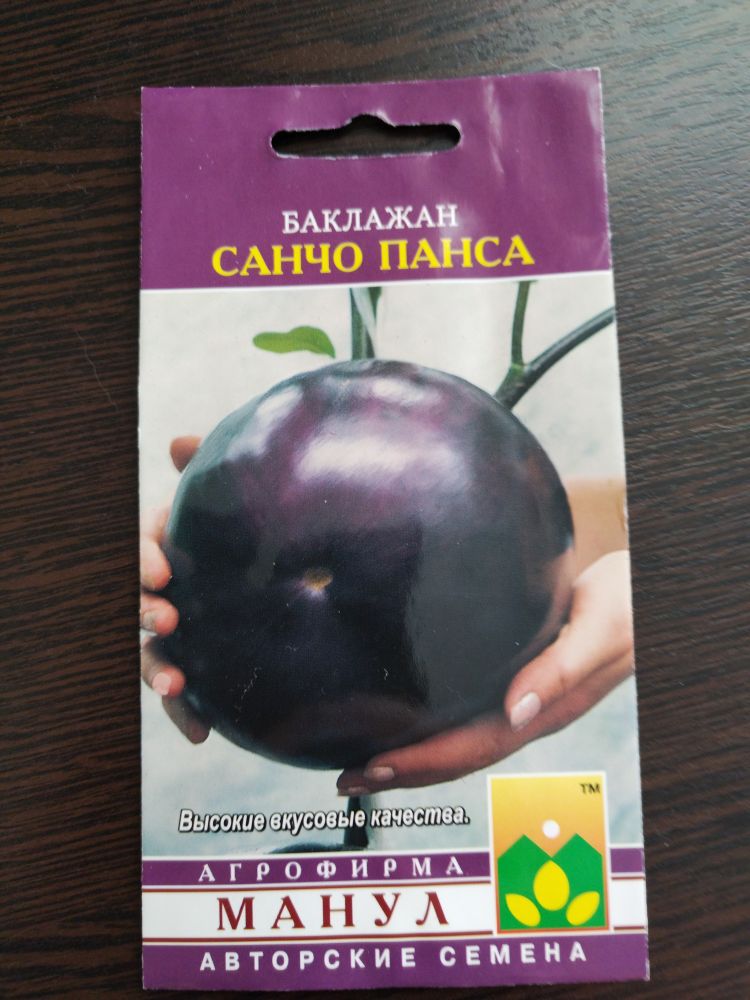 БАКЛАЖАН
САНЧО ПАНСА
Высокие вкусовые качества.
TM
АГРОФИРМА
МАНУЛ
АВТОРСКИЕ СЕМЕНА